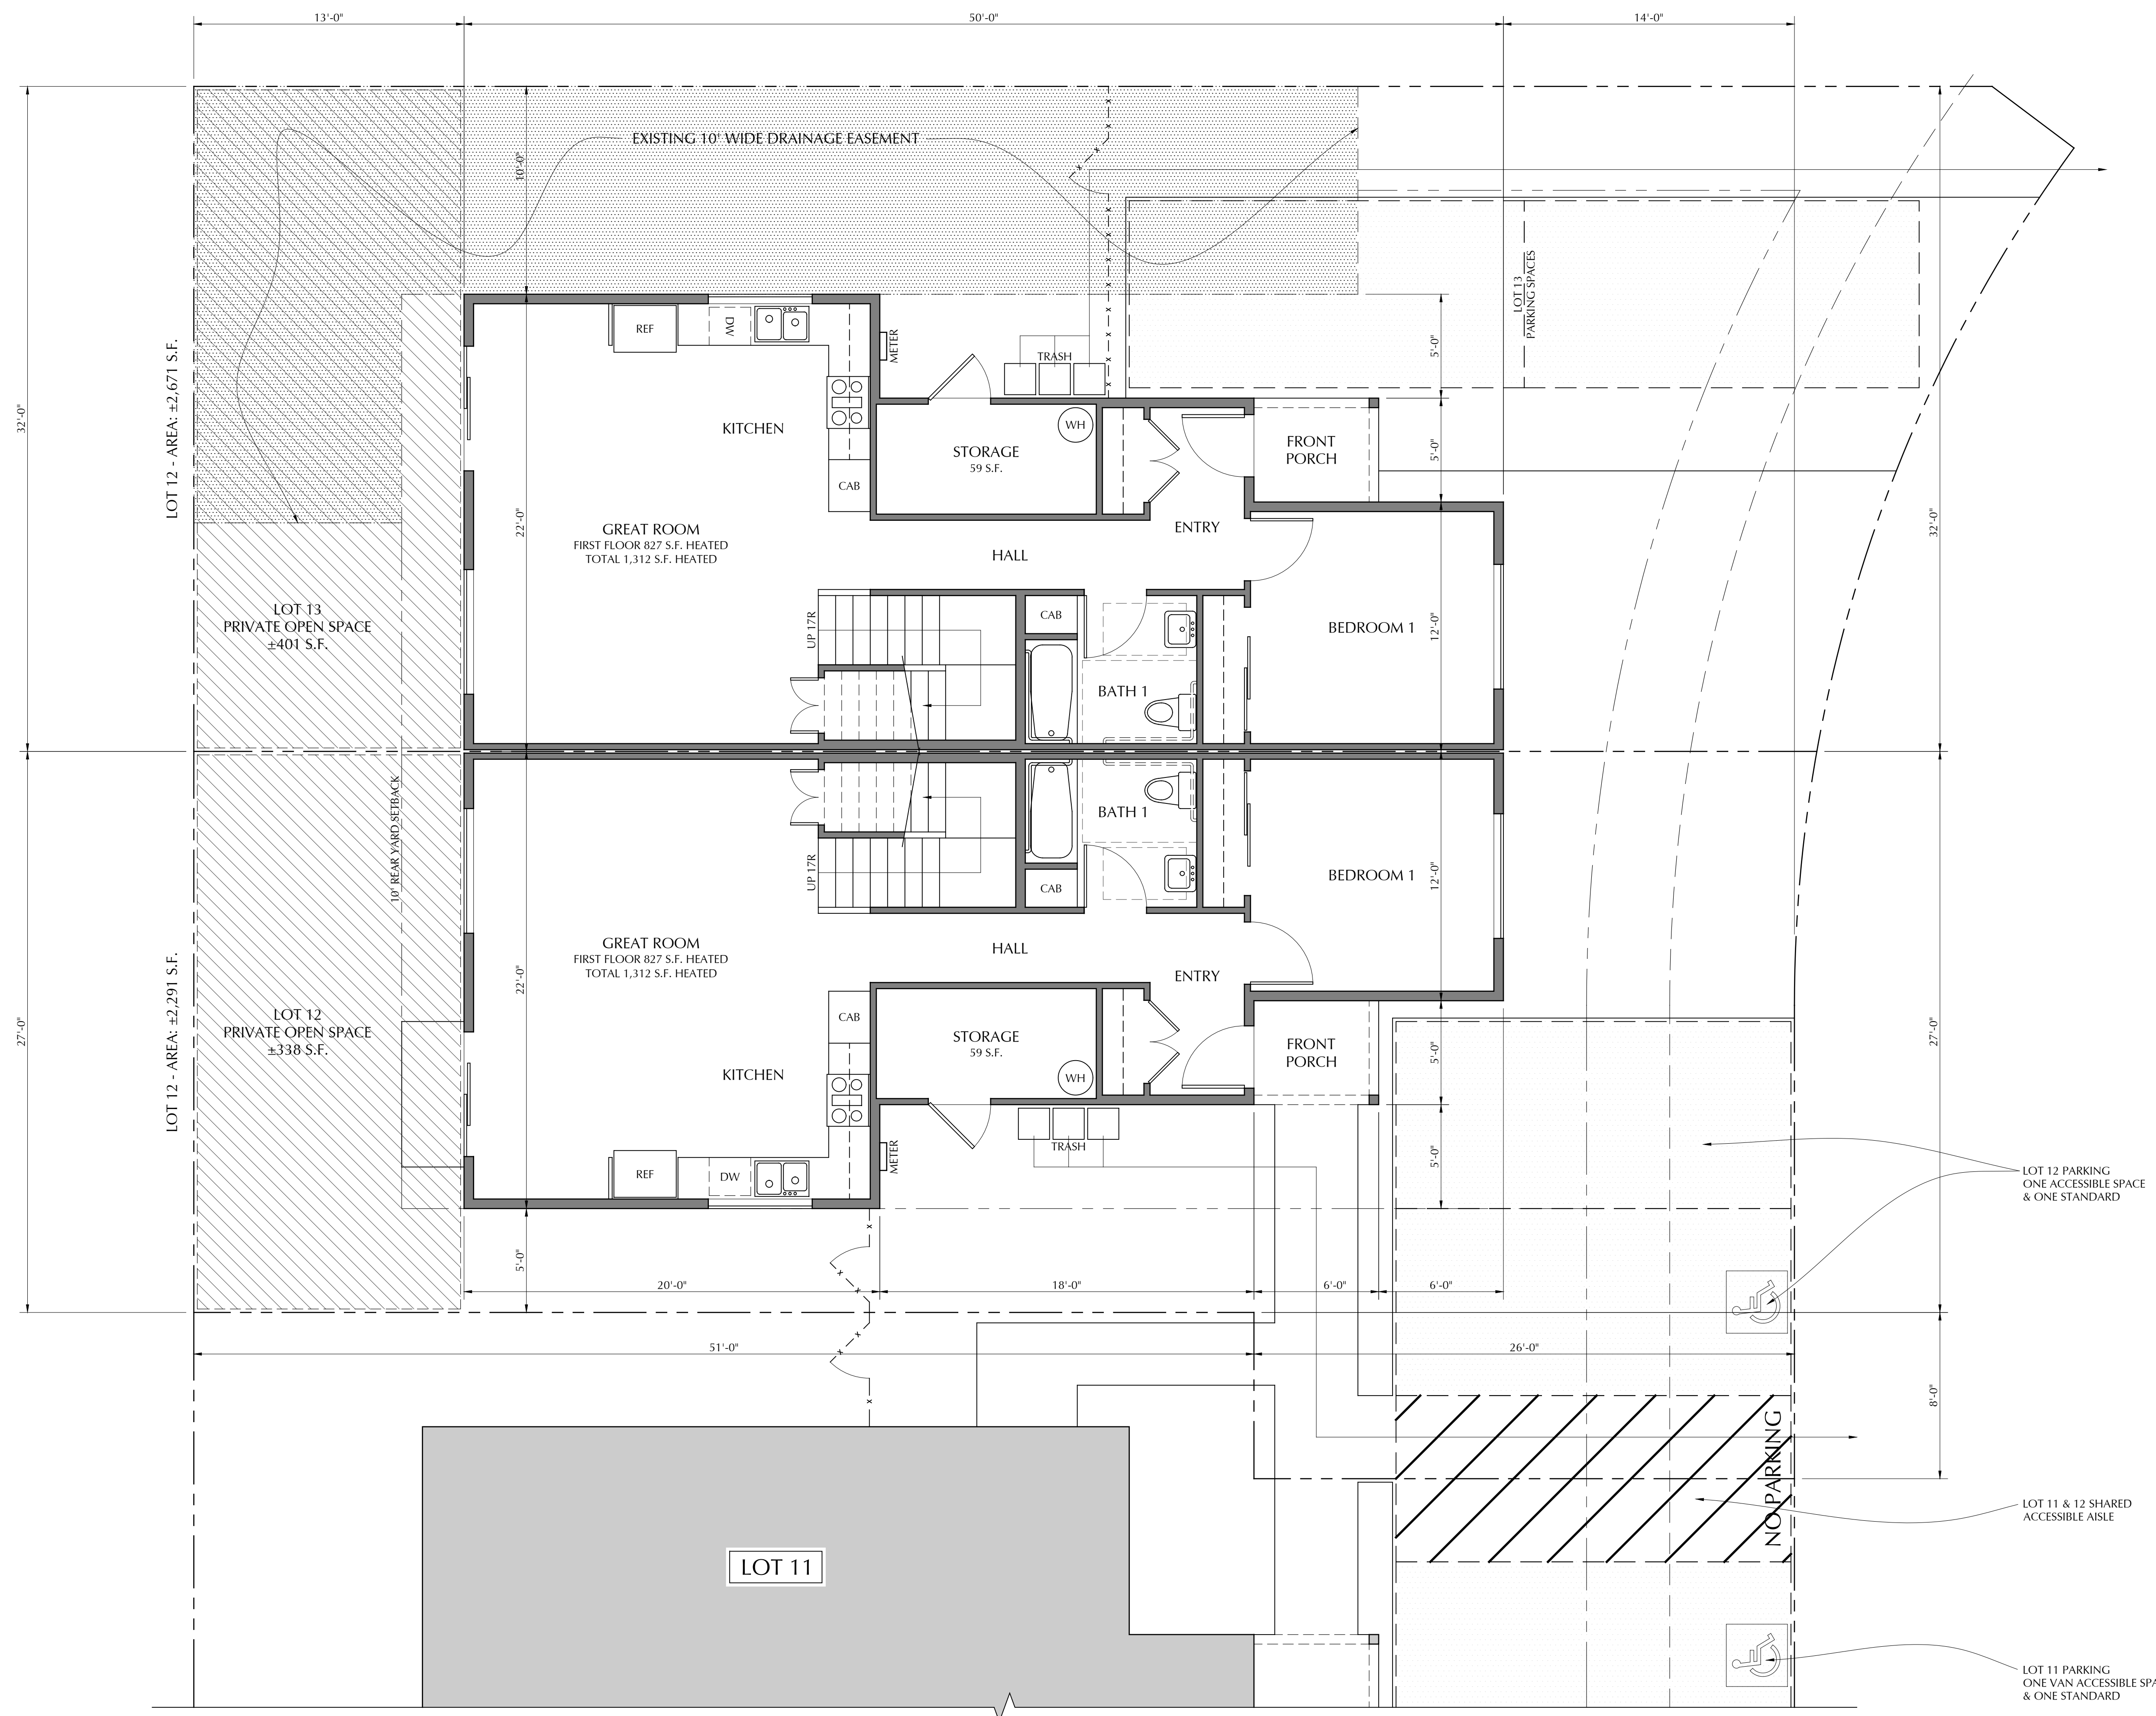 13'-0"
50'-0"
14'-0"
EXISTING 10' WIDE DRAINAGE EASEMENT
10'-0"
LOT 13
PARKING SPACES
REF
DW
METER
TRASH
5'-0"
LOT 12 - AREA: ±2,671 S.F.
32'-0"
KITCHEN
WH
STORAGE
59 S.F.
FRONT
PORCH
5'-0"
CAB
GREAT ROOM
FIRST FLOOR 827 S.F. HEATED
TOTAL 1,312 S.F. HEATED
22'-0"
ENTRY
HALL
32'-0"
LOT 13
PRIVATE OPEN SPACE
±401 S.F.
UP 17R
CAB
BEDROOM 1
12'-0"
BATH 1
10' REAR YARD SETBACK
BATH 1
UP 17R
CAB
BEDROOM 1
12'-0"
GREAT ROOM
FIRST FLOOR 827 S.F. HEATED
TOTAL 1,312 S.F. HEATED
22'-0"
HALL
ENTRY
LOT 12 - AREA: ±2,291 S.F.
27'-0"
LOT 12
PRIVATE OPEN SPACE
±338 S.F.
CAB
STORAGE
59 S.F.
WH
FRONT
PORCH
5'-0"
27'-0"
KITCHEN
REF
DW
METER
TRASH
5'-0"
LOT 12 PARKING
ONE ACCESSIBLE SPACE
& ONE STANDARD
5'-0"
20'-0"
18'-0"
6'-0"
6'-0"
51'-0"
26'-0"
8'-0"
NO PARKING
LOT 11 & 12 SHARED
ACCESSIBLE AISLE
LOT 11
LOT 11 PARKING
ONE VAN ACCESSIBLE SPA
& ONE STANDARD